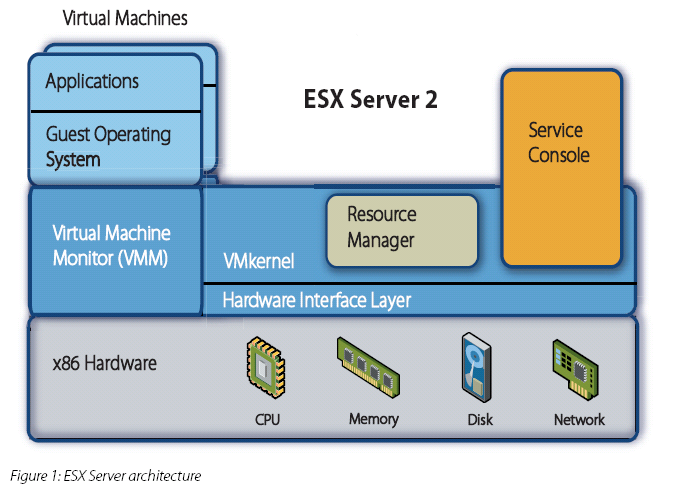 Virtual Machines
Applications
Guest Operating
System
ESX Server 2
Service
Console
Resource
Manager
Virtual Machine
Monitor (VMM)
VMkernel
Hardware Interface Layer
x86 Hardware
CPU
Memory
Disk
Network
Figure 1: ESX Server architecture